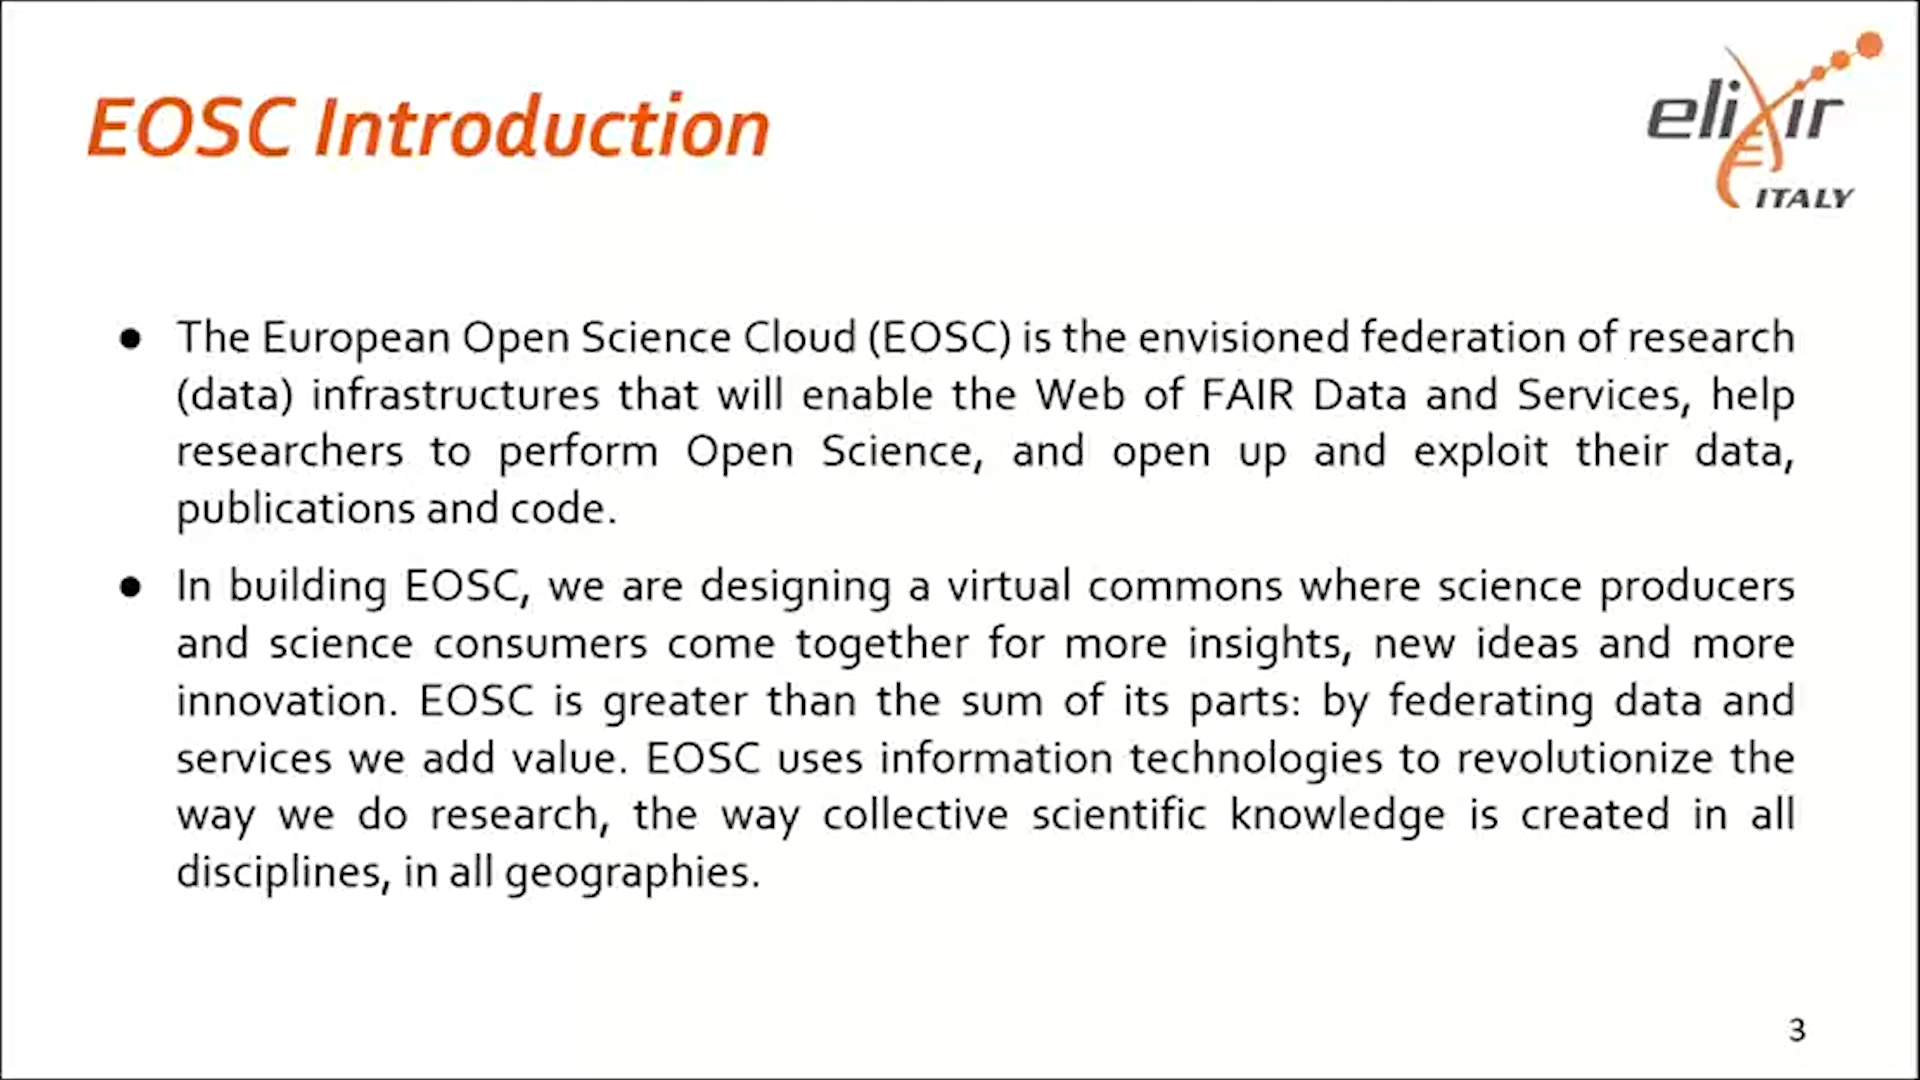 EOSC Introduction
elixir
ITALY
● The European Open Science Cloud (EOSC) is the envisioned federation of research
(data) infrastructures that will enable the Web of FAIR Data and Services, help
researchers to perform Open Science, and open up and exploit their data,
publications and code.
● In building EOSC, we are designing a virtual commons where science producers
and science consumers come together for more insights, new ideas and more
innovation. EOSC is greater than the sum of its parts: by federating data and
services we add value. EOSC uses information technologies to revolutionize the
way we do research, the way collective scientific knowledge is created in all
disciplines, in all geographies.
3